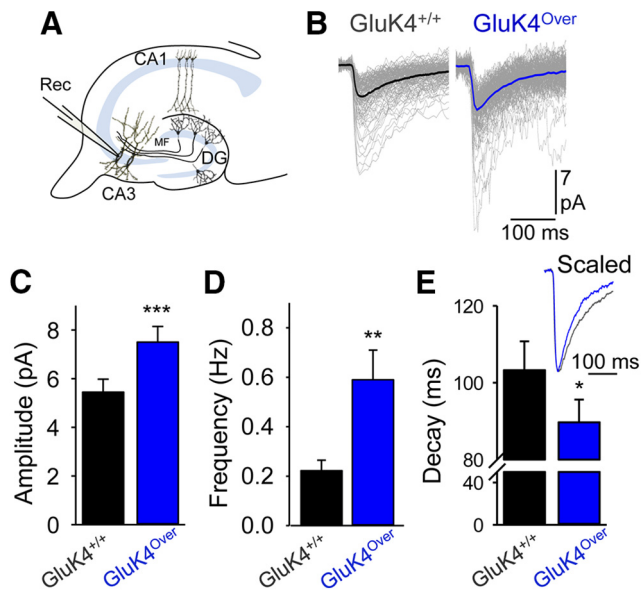 A
CA1
Rec
MF
DG
CA3
B
GluK4+/+
GluK4Over
7
pA
100 ms
C
***
Amplitude (pA)
8
6
4
2
0
GluK4+/+
GluK4Over
D
**
Frequency (Hz)
0.8
0.6
0.4
0.2
0.0
GluK4+/+
GluK4Over
E
Scaled
100 ms
*
Decay (ms)
120
100
80
40
0
GluK4+/+
GluK4Over